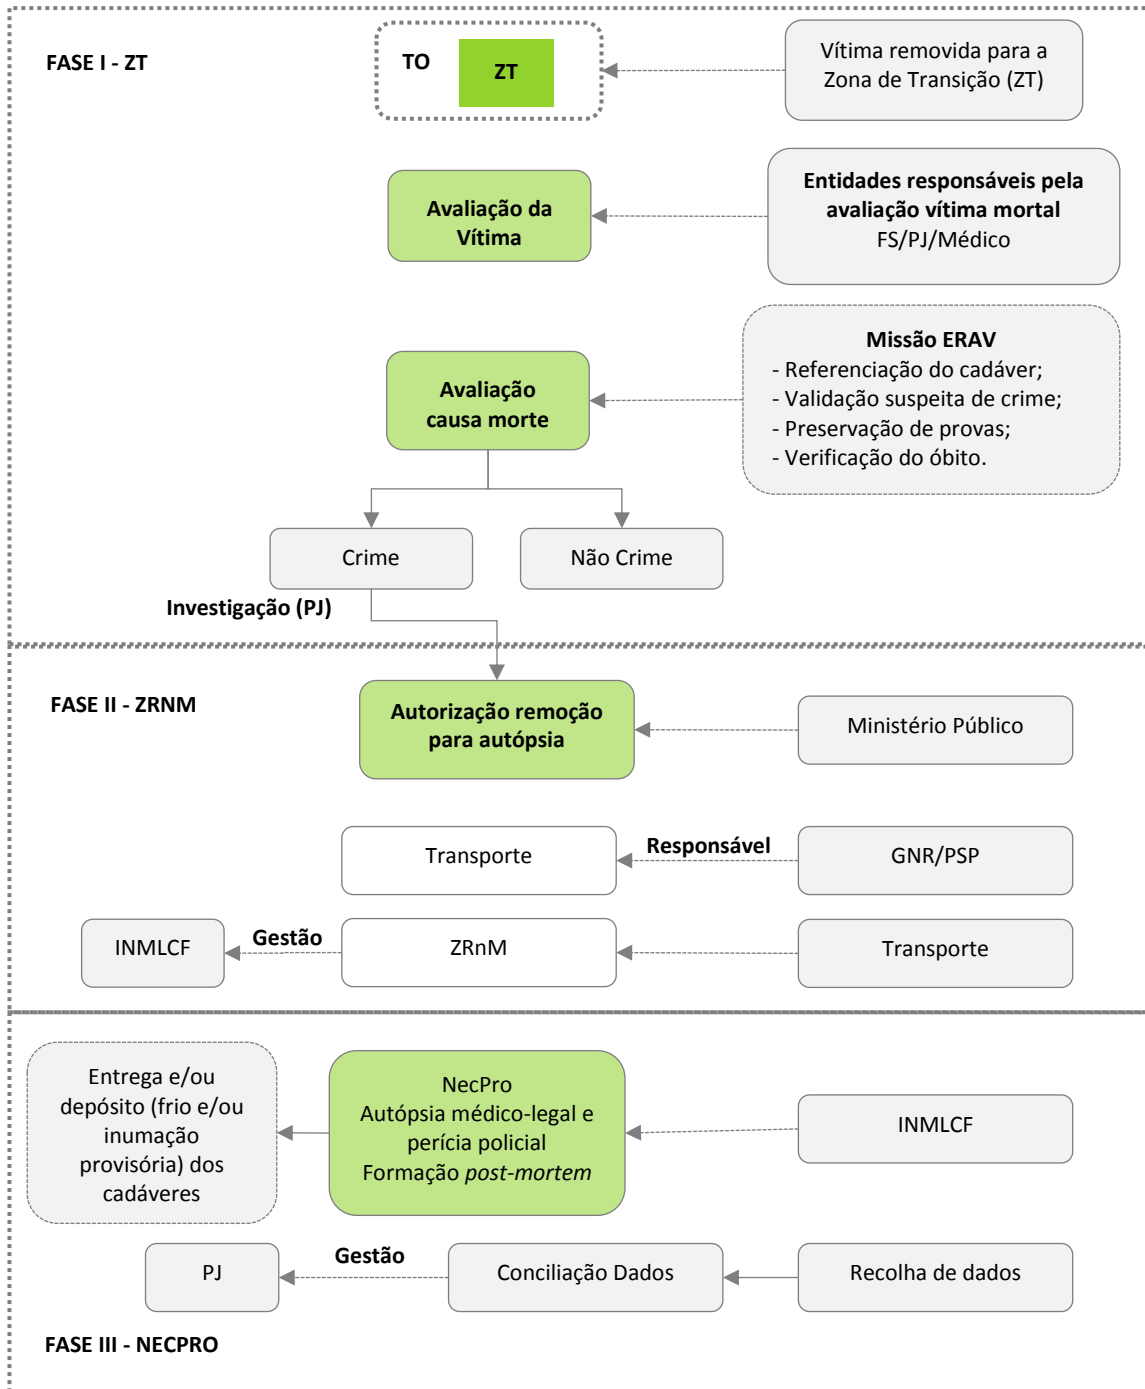 FASE I - ZT
TO
ZT
Vítima removida para a
Zona de Transição (ZT)
Avaliação da
Vítima
Entidades responsáveis pela
avaliação vítima mortal
FS/PJ/Médico
Avaliação
causa morte
Missão ERAV
- Referenciação do cadáver;
- Validação suspeita de crime;
- Preservação de provas;
- Verificação do óbito.
Crime
Não Crime
Investigação (PJ)
FASE II - ZRNM
Autorização remoção
para autópsia
Ministério Público
Transporte
Responsável
GNR/PSP
INMLCF
Gestão
ZRnM
Transporte
Entrega e/ou
depósito (frio e/ou
inumação
provisória) dos
cadáveres
NecPro
Autópsia médico-legal e
perícia policial
Formação post-mortem
INMLCF
PJ
Gestão
Conciliação Dados
Recolha de dados
FASE III - NECPRO